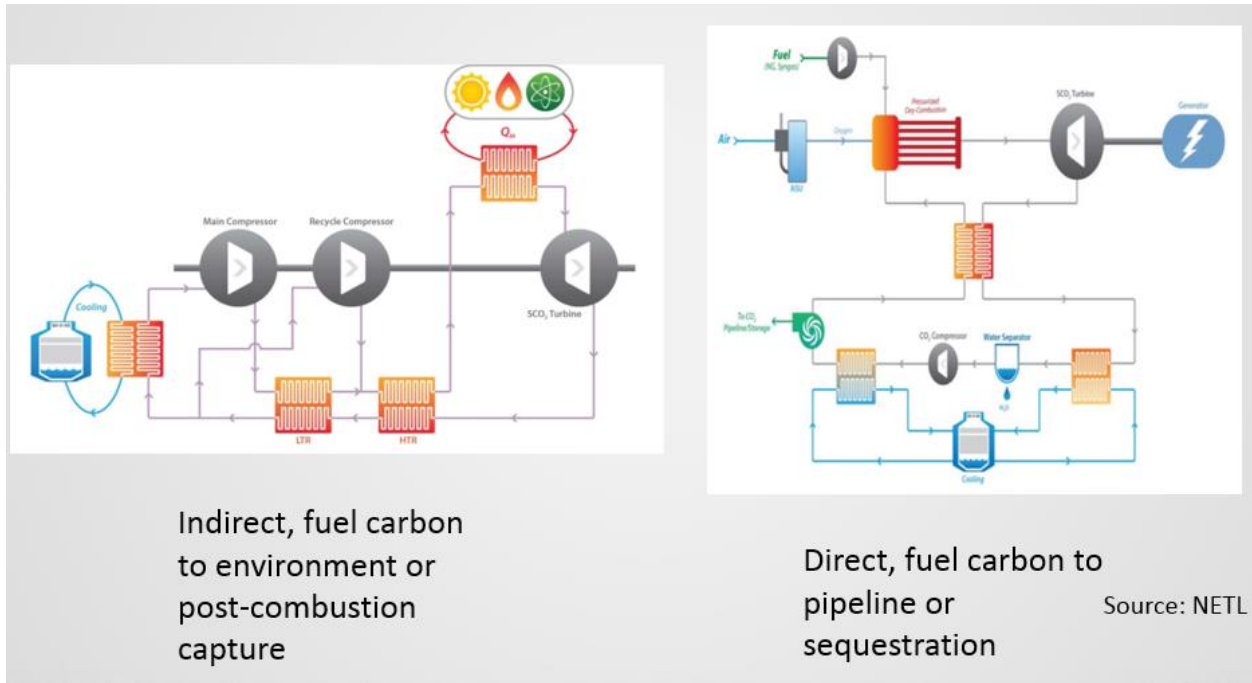 Q_in
Main Compressor
Recycle Compressor
Cooling
SCO₂ Turbine
LTR
HTR
Indirect, fuel carbon
to environment or
post-combustion
capture
Fuel
(NG, Syngas)
Pressurized
Oxy-Combustion
SCO₂ Turbine
Generator
Air
Oxygen
ASU
To CO₂
Pipeline/Storage
CO₂ Compressor
Water Separator
H₂O
Cooling
Direct, fuel carbon to
pipeline or
sequestration
Source: NETL